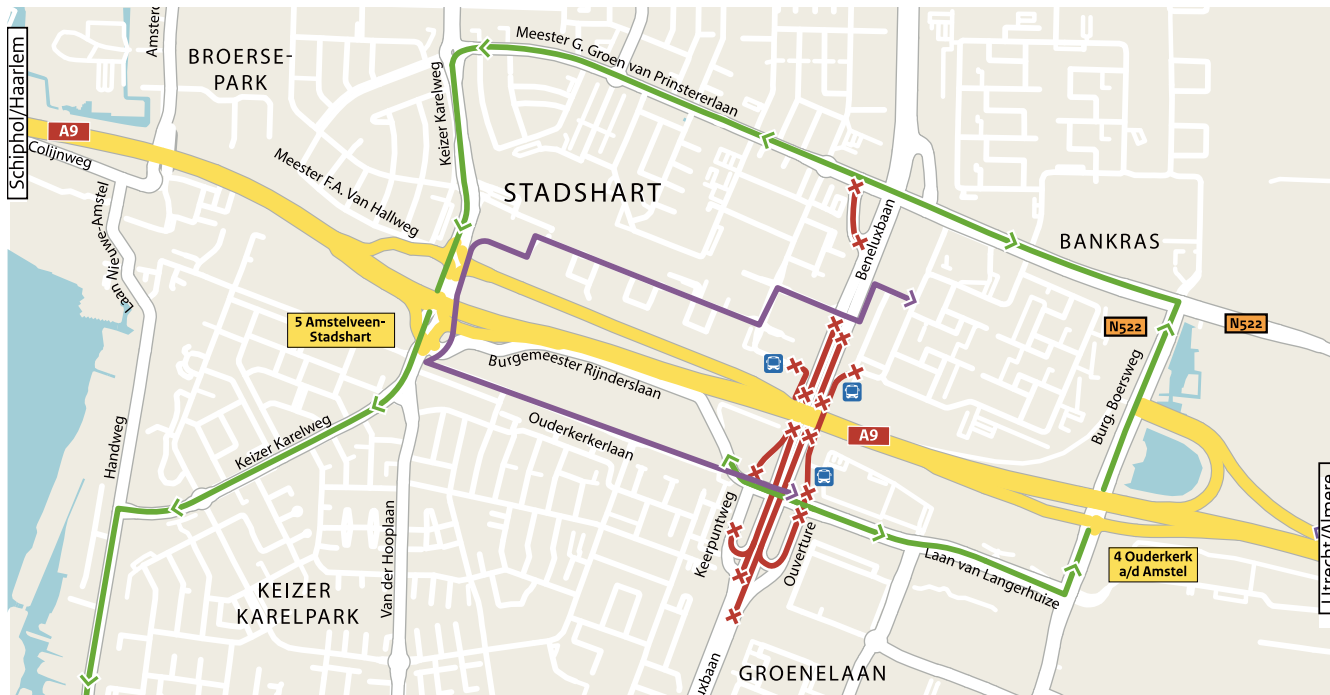 Schiphol/Haarlem
A9
Colijnweg
Amsterd
BROERSE-
PARK
Meester F.A. Van Hallweg
Keizer Karelweg
Meester G. Groen van Prinstererlaan
STADSHART
Beneluxbaan
BANKRAS
N522
N522
Laan Nieuwe-Amstel
5 Amstelveen-
Stadshart
Burgemeester Rijnderslaan
Ouderkerkerlaan
A9
Burg. Boersweg
Handweg
Keizer Karelweg
Van der Hooplaan
Keerpuntweg
Ouverture
Laan van Langerhuize
4 Ouderkerk
a/d Amstel
Utrecht/Almere
KEIZER
KARELPARK
GROENELAAN
uxbaan